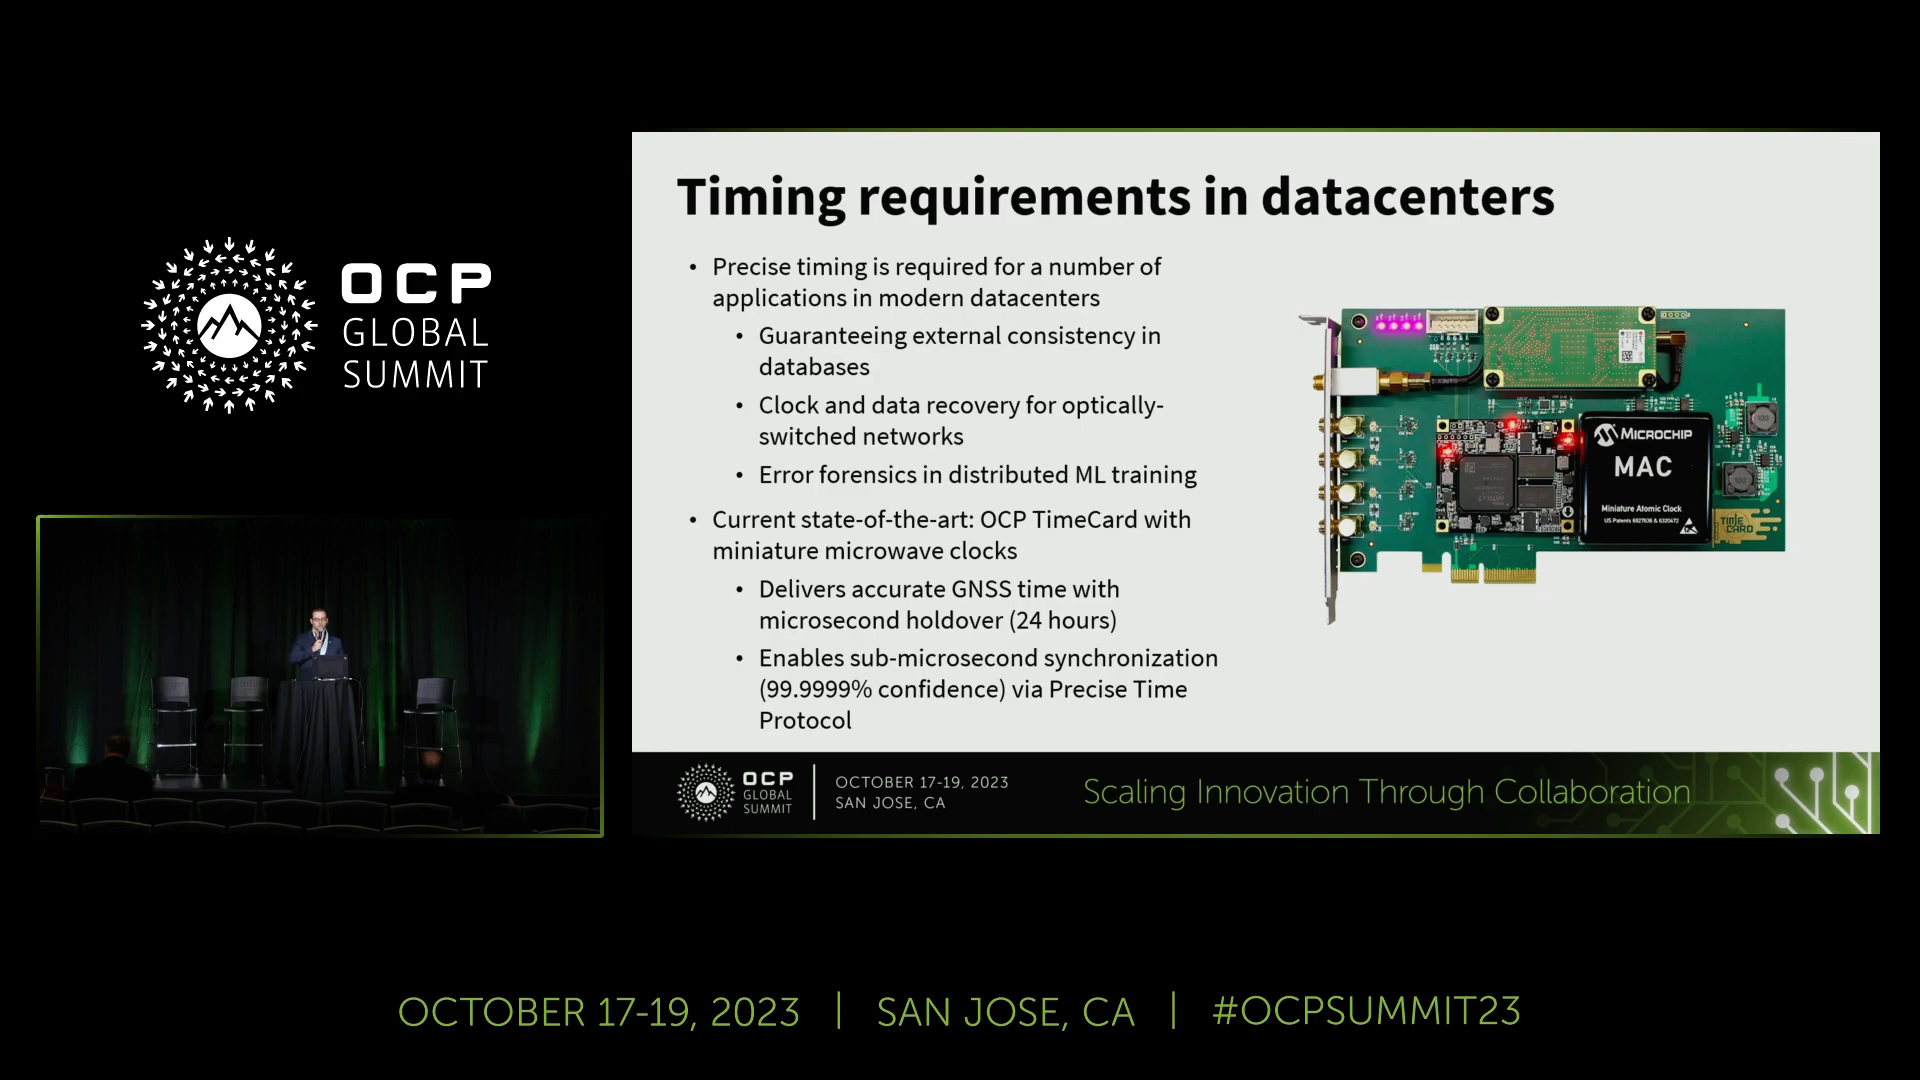 OCP
GLOBAL
SUMMIT
Timing requirements in datacenters
• Precise timing is required for a number of
applications in modern datacenters
• Guaranteeing external consistency in
databases
• Clock and data recovery for optically-
switched networks
• Error forensics in distributed ML training
• Current state-of-the-art: OCP TimeCard with
miniature microwave clocks
• Delivers accurate GNSS time with
microsecond holdover (24 hours)
• Enables sub-microsecond synchronization
(99.9999% confidence) via Precise Time
Protocol
MICROCHIP
MAC
Miniature Atomic Clock
US Patents 6927636 & 6320472
TIME
CARD
OCP
GLOBAL
SUMMIT
OCTOBER 17-19, 2023
SAN JOSE, CA
Scaling Innovation Through Collaboration
OCTOBER 17-19, 2023 | SAN JOSE, CA | #OCPSUMMIT23